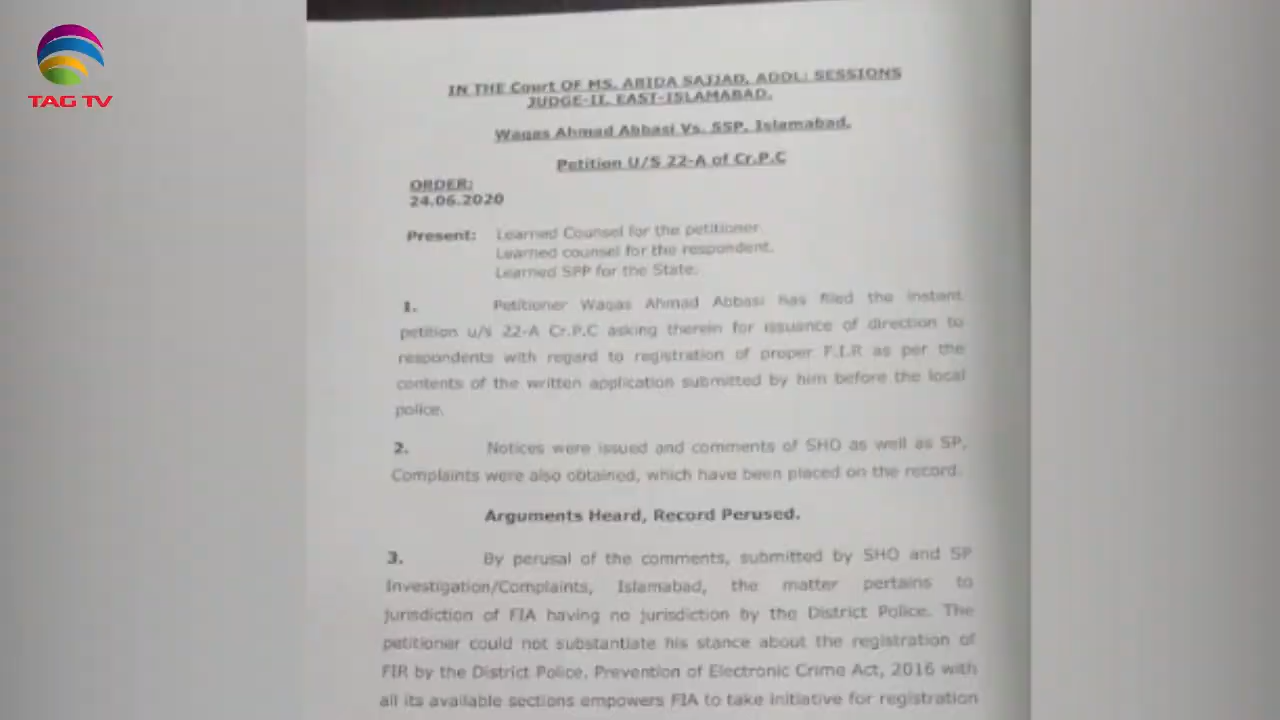 TAG TV
IN THE Court OF MS. ABIDA SAJJAD, ADDL: SESSIONS
JUDGE-II, EAST-ISLAMABAD.
Waqas Ahmad Abbasi Vs. SSP, Islamabad.
Petition U/S 22-A of Cr.P.C
ORDER:
24.06.2020
Present: Learned Counsel for the petitioner
Learned counsel for the respondent.
Learned SPP for the State.
1. Petitioner Waqas Ahmad Abbasi has filed the instant
petition u/s 22-A Cr.P.C asking therein for issuance of direction to
respondents with regard to registration of proper F.I.R as per the
contents of the written application submitted by him before the local
police.
2. Notices were issued and comments of SHO as well as SP,
Complaints were also obtained, which have been placed on the record.
Arguments Heard, Record Perused.
3. By perusal of the comments, submitted by SHO and SP
Investigation/Complaints, Islamabad, the matter pertains to
jurisdiction of FIA having no jurisdiction by the District Police. The
petitioner could not substantiate his stance about the registration of
FIR by the District Police. Prevention of Electronic Crime Act, 2016 with
all its available sections empowers FIA to take initiative for registration